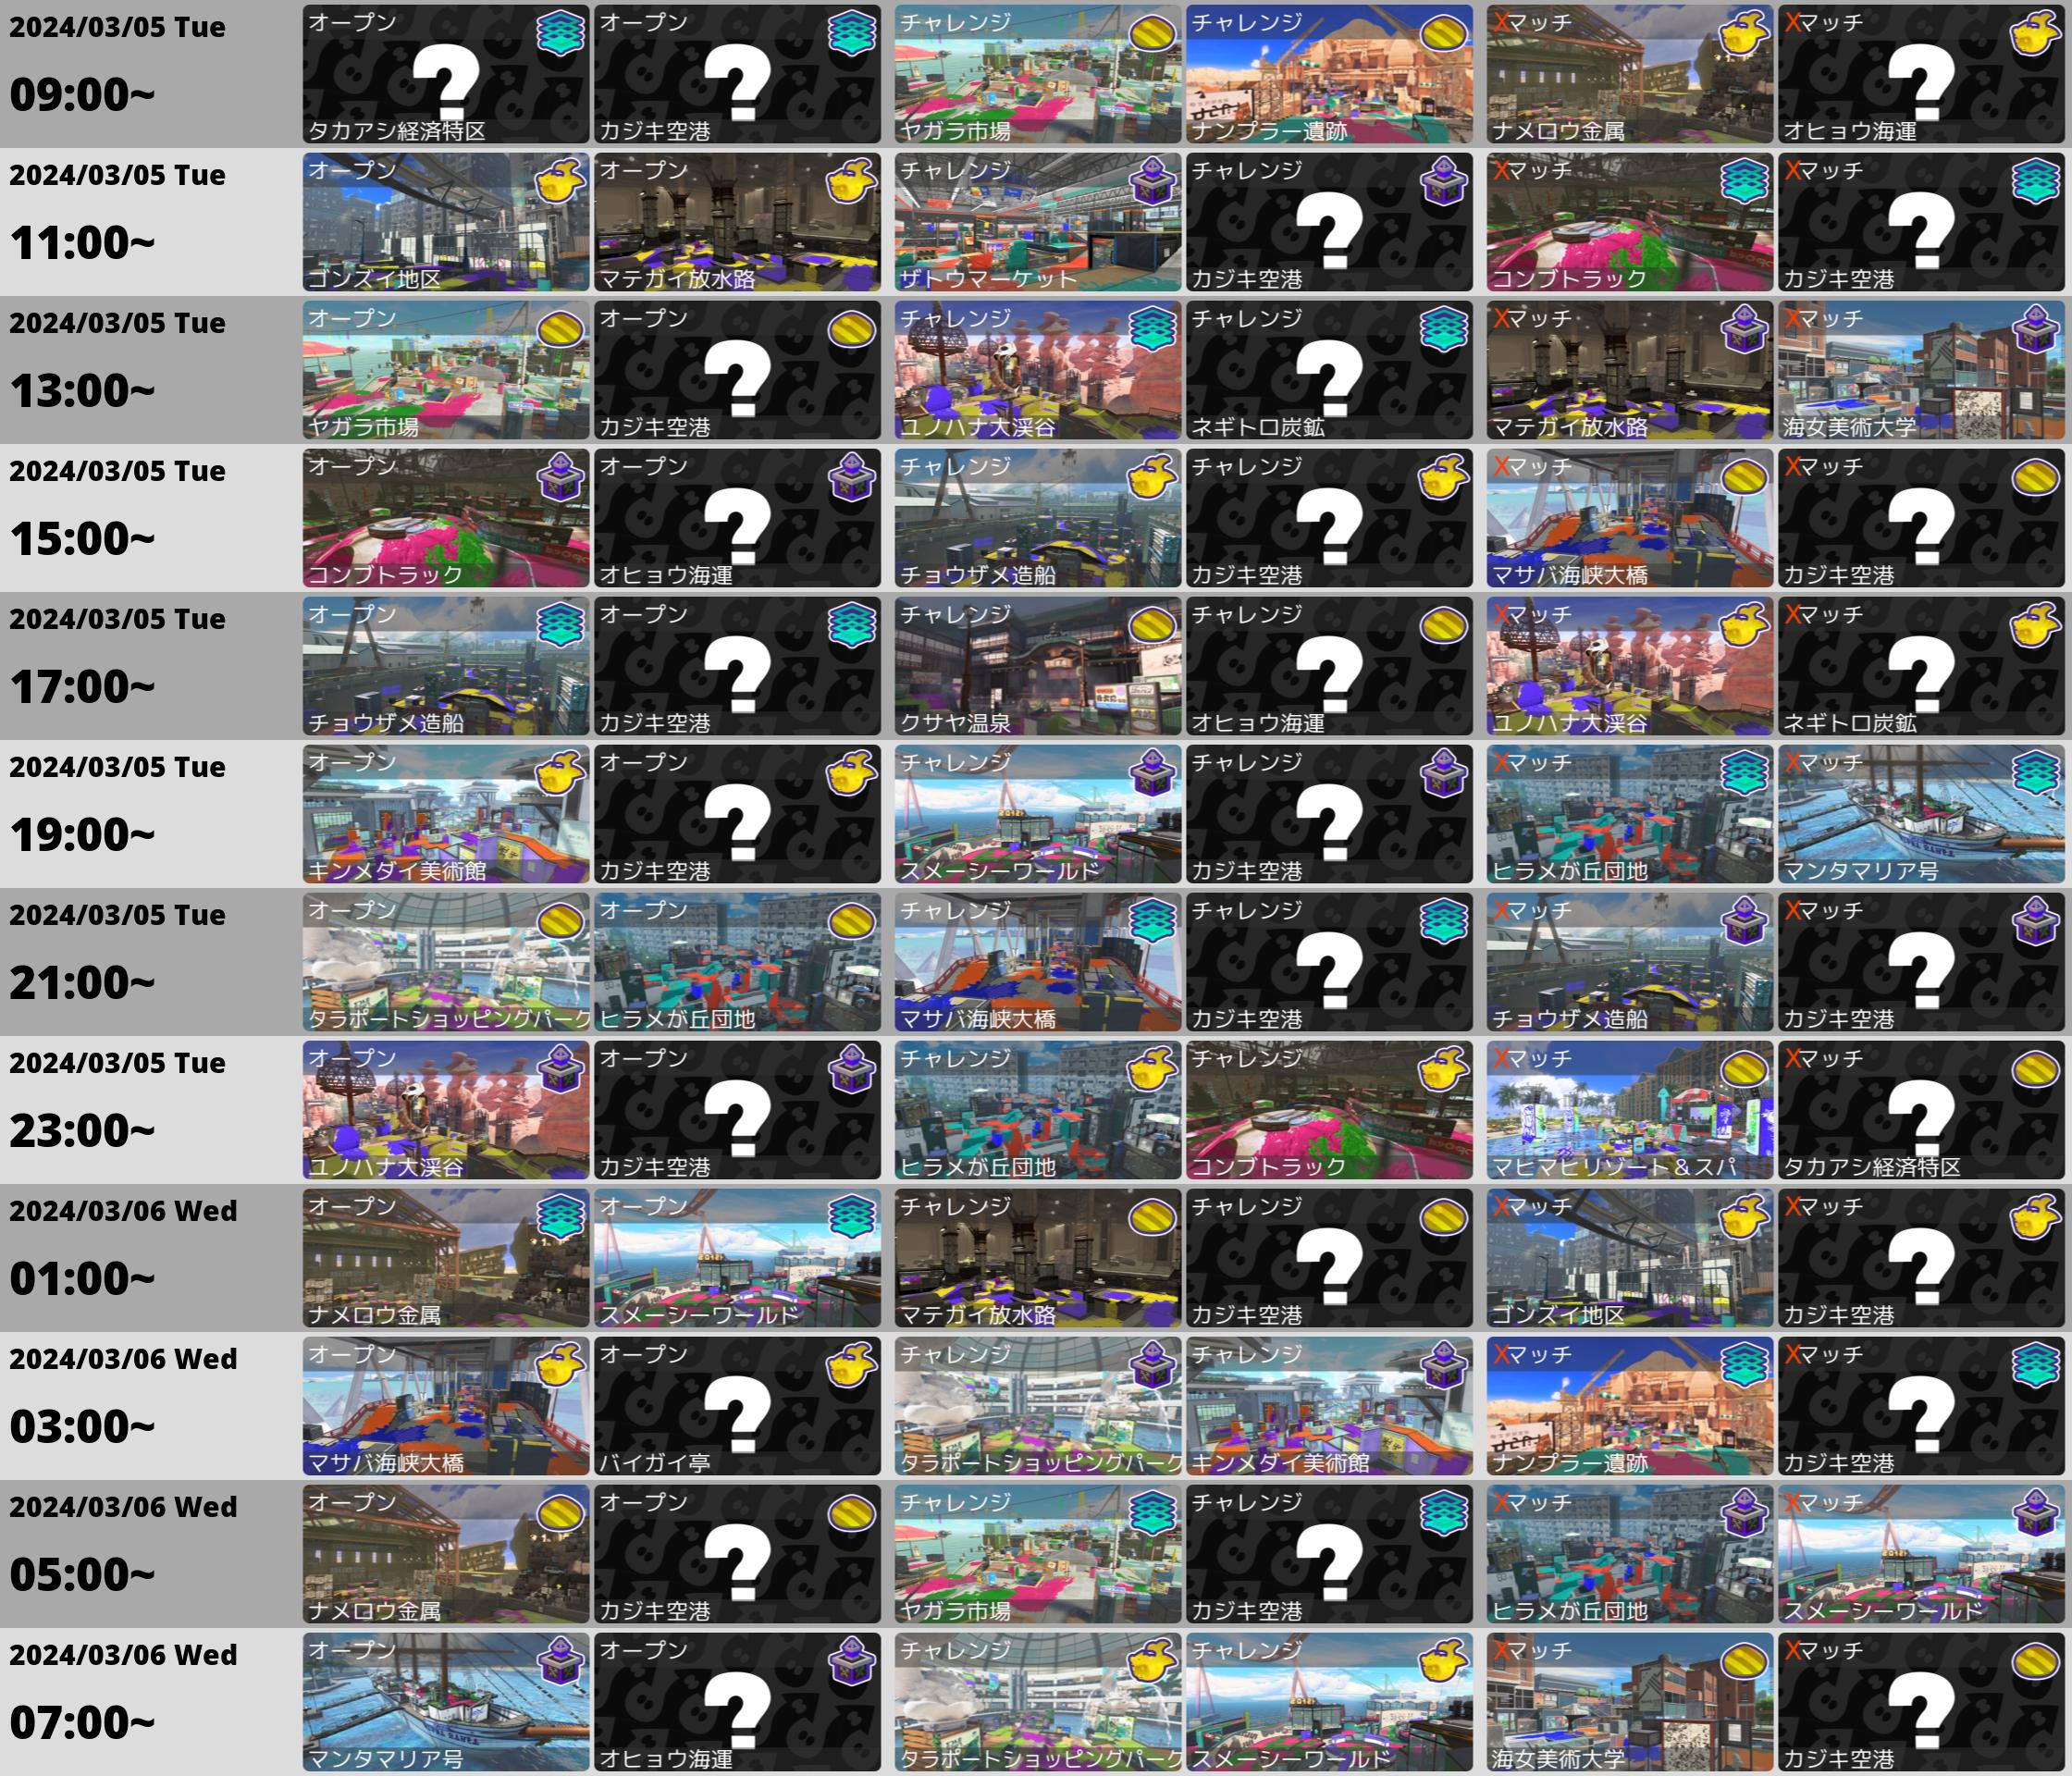 2024/03/05 Tue
09:00~
オープン オープン チャレンジ チャレンジ Xマッチ Xマッチ
タカアシ経済特区 カジキ空港 ヤガラ市場 ナンプラー遺跡 ナメロウ金属 オヒョウ海運
2024/03/05 Tue
11:00~
オープン オープン チャレンジ チャレンジ Xマッチ Xマッチ
ゴンズイ地区 マテガイ放水路 ザトウマーケット カジキ空港 コンブトラック カジキ空港
2024/03/05 Tue
13:00~
オープン オープン チャレンジ チャレンジ Xマッチ Xマッチ
ヤガラ市場 カジキ空港 ユノハナ大渓谷 ネギトロ炭鉱 マテガイ放水路 海女美術大学
2024/03/05 Tue
15:00~
オープン オープン チャレンジ チャレンジ Xマッチ Xマッチ
コンブトラック オヒョウ海運 チョウザメ造船 カジキ空港 マサバ海峡大橋 カジキ空港
2024/03/05 Tue
17:00~
オープン オープン チャレンジ チャレンジ Xマッチ Xマッチ
チョウザメ造船 カジキ空港 クサヤ温泉 オヒョウ海運 ユノハナ大渓谷 ネギトロ炭鉱
2024/03/05 Tue
19:00~
オープン オープン チャレンジ チャレンジ Xマッチ Xマッチ
キンメダイ美術館 カジキ空港 スメーシーワールド カジキ空港 ヒラメが丘団地 マンタマリア号
2024/03/05 Tue
21:00~
オープン オープン チャレンジ チャレンジ Xマッチ Xマッチ
タラポートショッピングパーク ヒラメが丘団地 マサバ海峡大橋 カジキ空港 チョウザメ造船 カジキ空港
2024/03/05 Tue
23:00~
オープン オープン チャレンジ チャレンジ Xマッチ Xマッチ
ユノハナ大渓谷 カジキ空港 ヒラメが丘団地 コンブトラック マヒマヒリゾート＆スパ タカアシ経済特区
2024/03/06 Wed
01:00~
オープン オープン チャレンジ チャレンジ Xマッチ Xマッチ
ナメロウ金属 スメーシーワールド マテガイ放水路 カジキ空港 ゴンズイ地区 カジキ空港
2024/03/06 Wed
03:00~
オープン オープン チャレンジ チャレンジ Xマッチ Xマッチ
マサバ海峡大橋 バイガイ亭 タラポートショッピングパーク キンメダイ美術館 ナンプラー遺跡 カジキ空港
2024/03/06 Wed
05:00~
オープン オープン チャレンジ チャレンジ Xマッチ Xマッチ
ナメロウ金属 カジキ空港 ヤガラ市場 カジキ空港 ヒラメが丘団地 スメーシーワールド
2024/03/06 Wed
07:00~
オープン オープン チャレンジ チャレンジ Xマッチ Xマッチ
マンタマリア号 オヒョウ海運 タラポートショッピングパーク スメーシーワールド 海女美術大学 カジキ空港